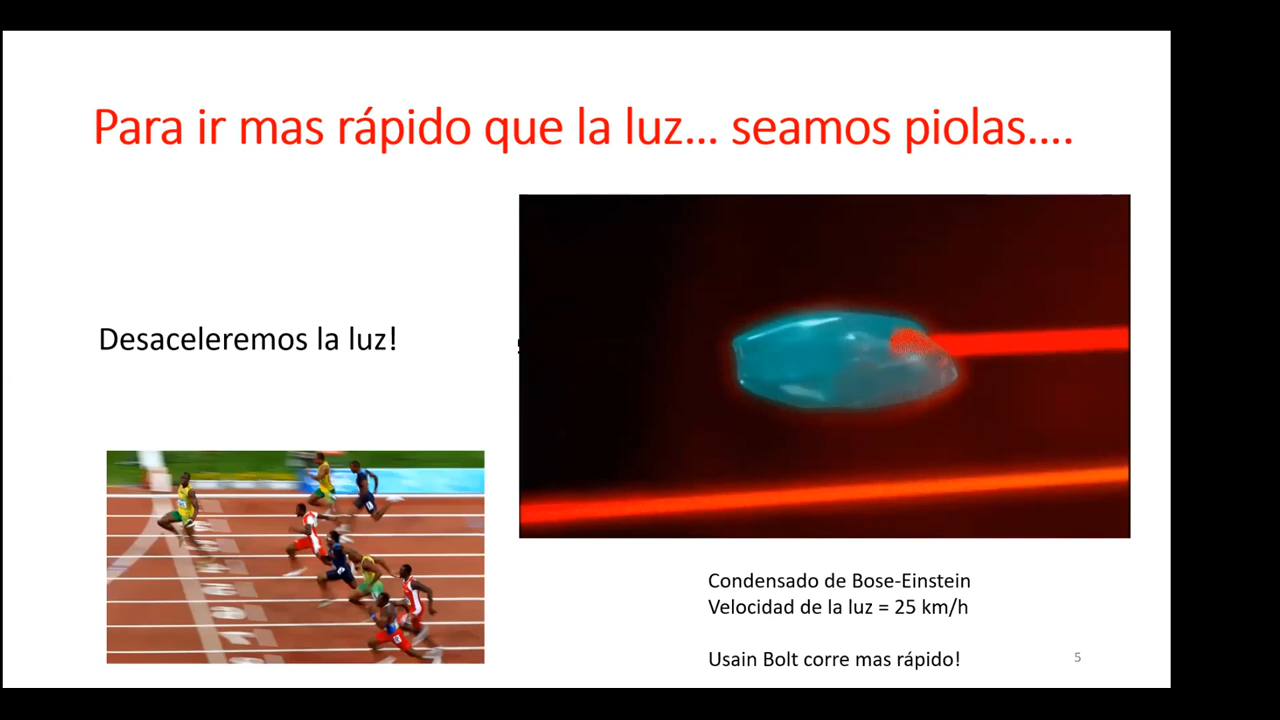 Para ir mas rápido que la luz... seamos piolas....
Desaceleremos la luz!
Condensado de Bose-Einstein
Velocidad de la luz = 25 km/h
Usain Bolt corre mas rápido!
5